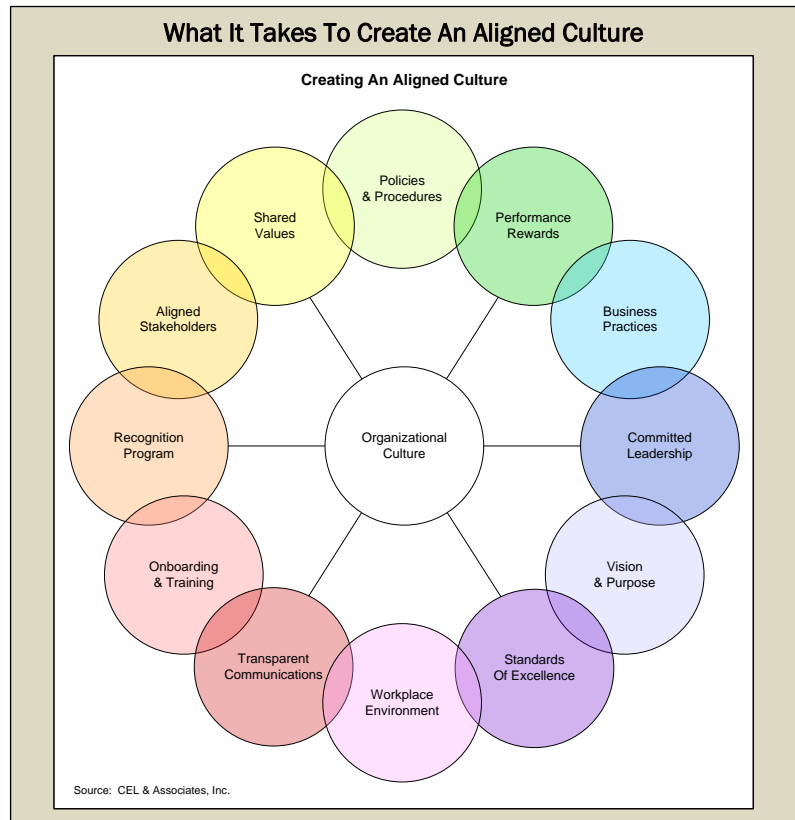 What It Takes To Create An Aligned Culture
Creating An Aligned Culture
Policies
& Procedures
Performance
Rewards
Business
Practices
Committed
Leadership
Vision
& Purpose
Standards
Of Excellence
Workplace
Environment
Transparent
Communications
Onboarding
& Training
Recognition
Program
Aligned
Stakeholders
Shared
Values
Organizational
Culture
Source:  CEL & Associates, Inc.